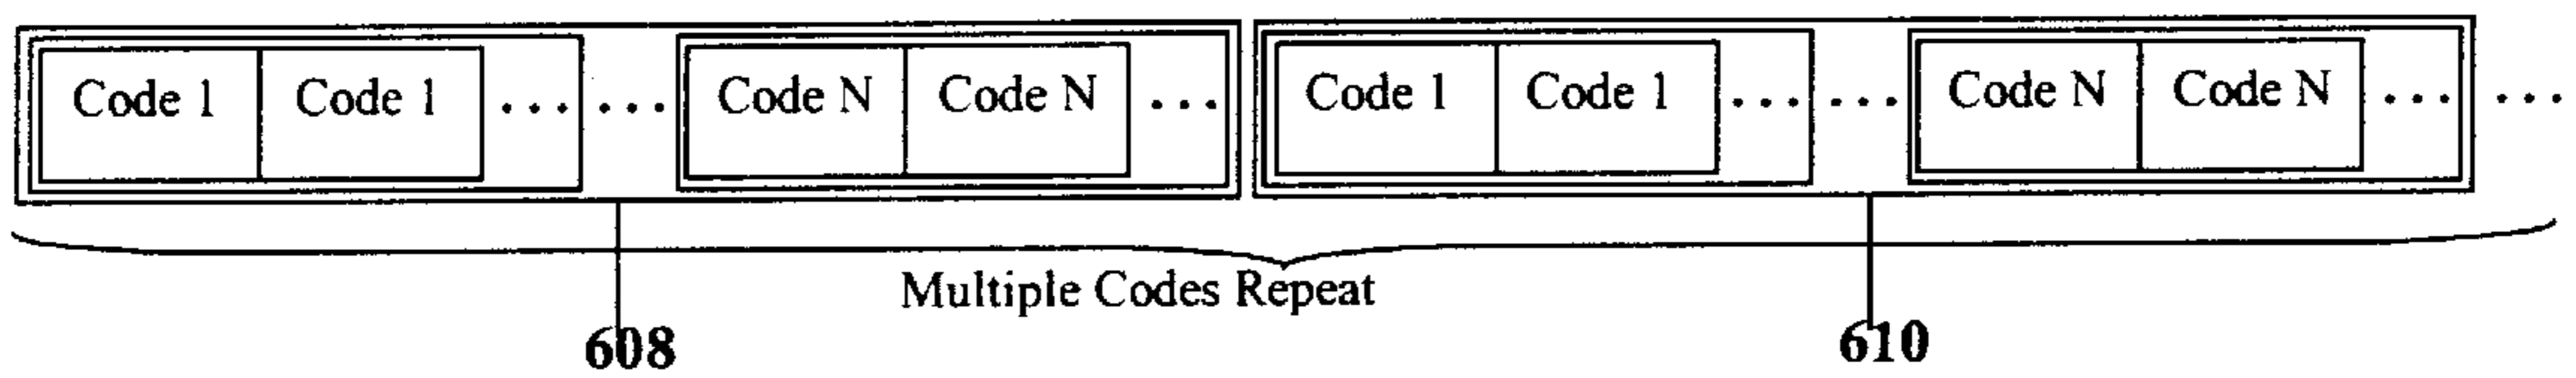 Code 1 Code 1 ... ... Code N Code N ... Code 1 Code 1 ... ... Code N Code N ... ...
Multiple Codes Repeat
608 610